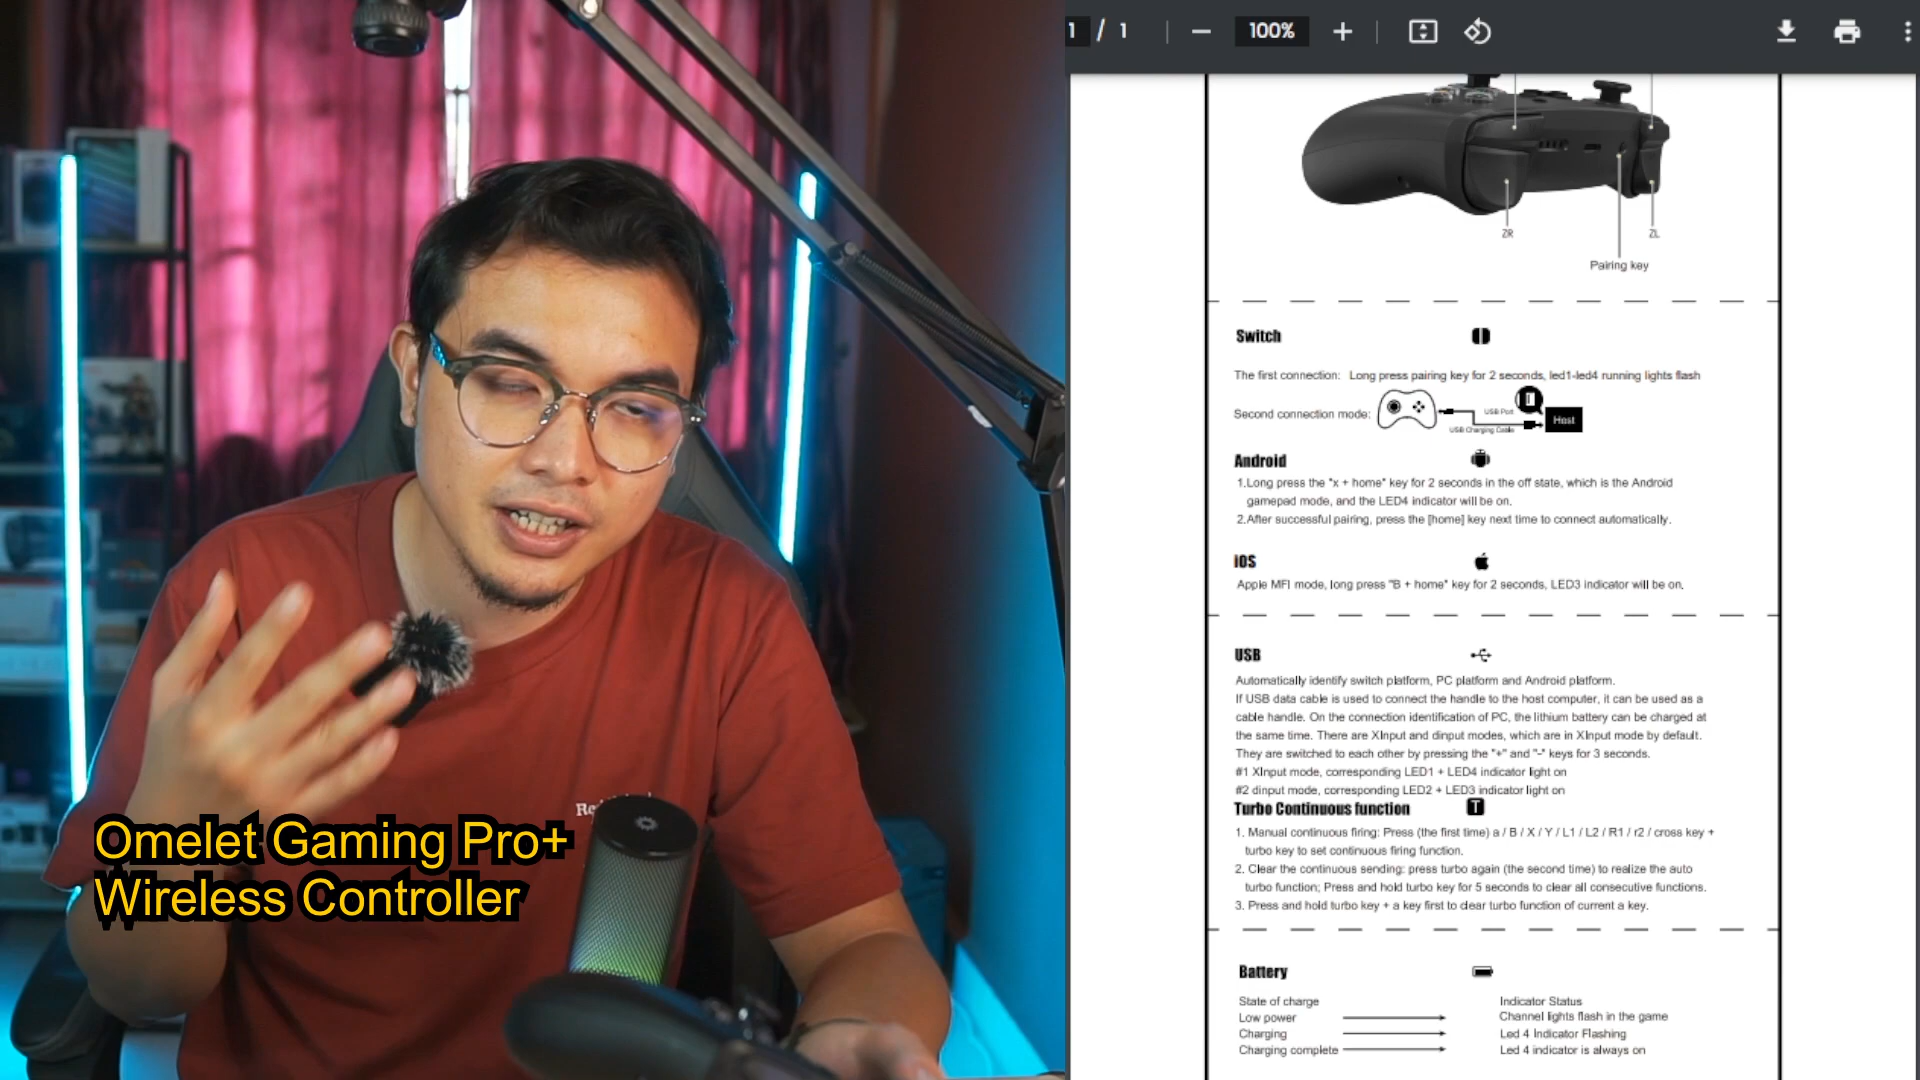 1 / 1
100%
ZR
ZL
Pairing key
Switch
The first connection: Long press pairing key for 2 seconds, led1-led4 running lights flash
Second connection mode:
USB Port
USB Charging Cable
Host
Android
1.Long press the "x + home" key for 2 seconds in the off state, which is the Android
gamepad mode, and the LED4 indicator will be on.
2.After successful pairing, press the [home] key next time to connect automatically.
iOS
Apple MFI mode, long press "B + home" key for 2 seconds, LED3 indicator will be on.
USB
Automatically identify switch platform, PC platform and Android platform.
If USB data cable is used to connect the handle to the host computer, it can be used as a
cable handle. On the connection identification of PC, the lithium battery can be charged at
the same time. There are XInput and dinput modes, which are in XInput mode by default.
They are switched to each other by pressing the "+" and "-" keys for 3 seconds.
#1 XInput mode, corresponding LED1 + LED4 indicator light on
#2 dinput mode, corresponding LED2 + LED3 indicator light on
Turbo Continuous function
T
1. Manual continuous firing: Press (the first time) a / B / X / Y / L1 / L2 / R1 / r2 / cross key +
turbo key to set continuous firing function.
2. Clear the continuous sending: press turbo again (the second time) to realize the auto
turbo function; Press and hold turbo key for 5 seconds to clear all consecutive functions.
3. Press and hold turbo key + a key first to clear turbo function of current a key.
Battery
State of charge Indicator Status
Low power Channel lights flash in the game
Charging Led 4 Indicator Flashing
Charging complete Led 4 indicator is always on
Omelet Gaming Pro+
Wireless Controller